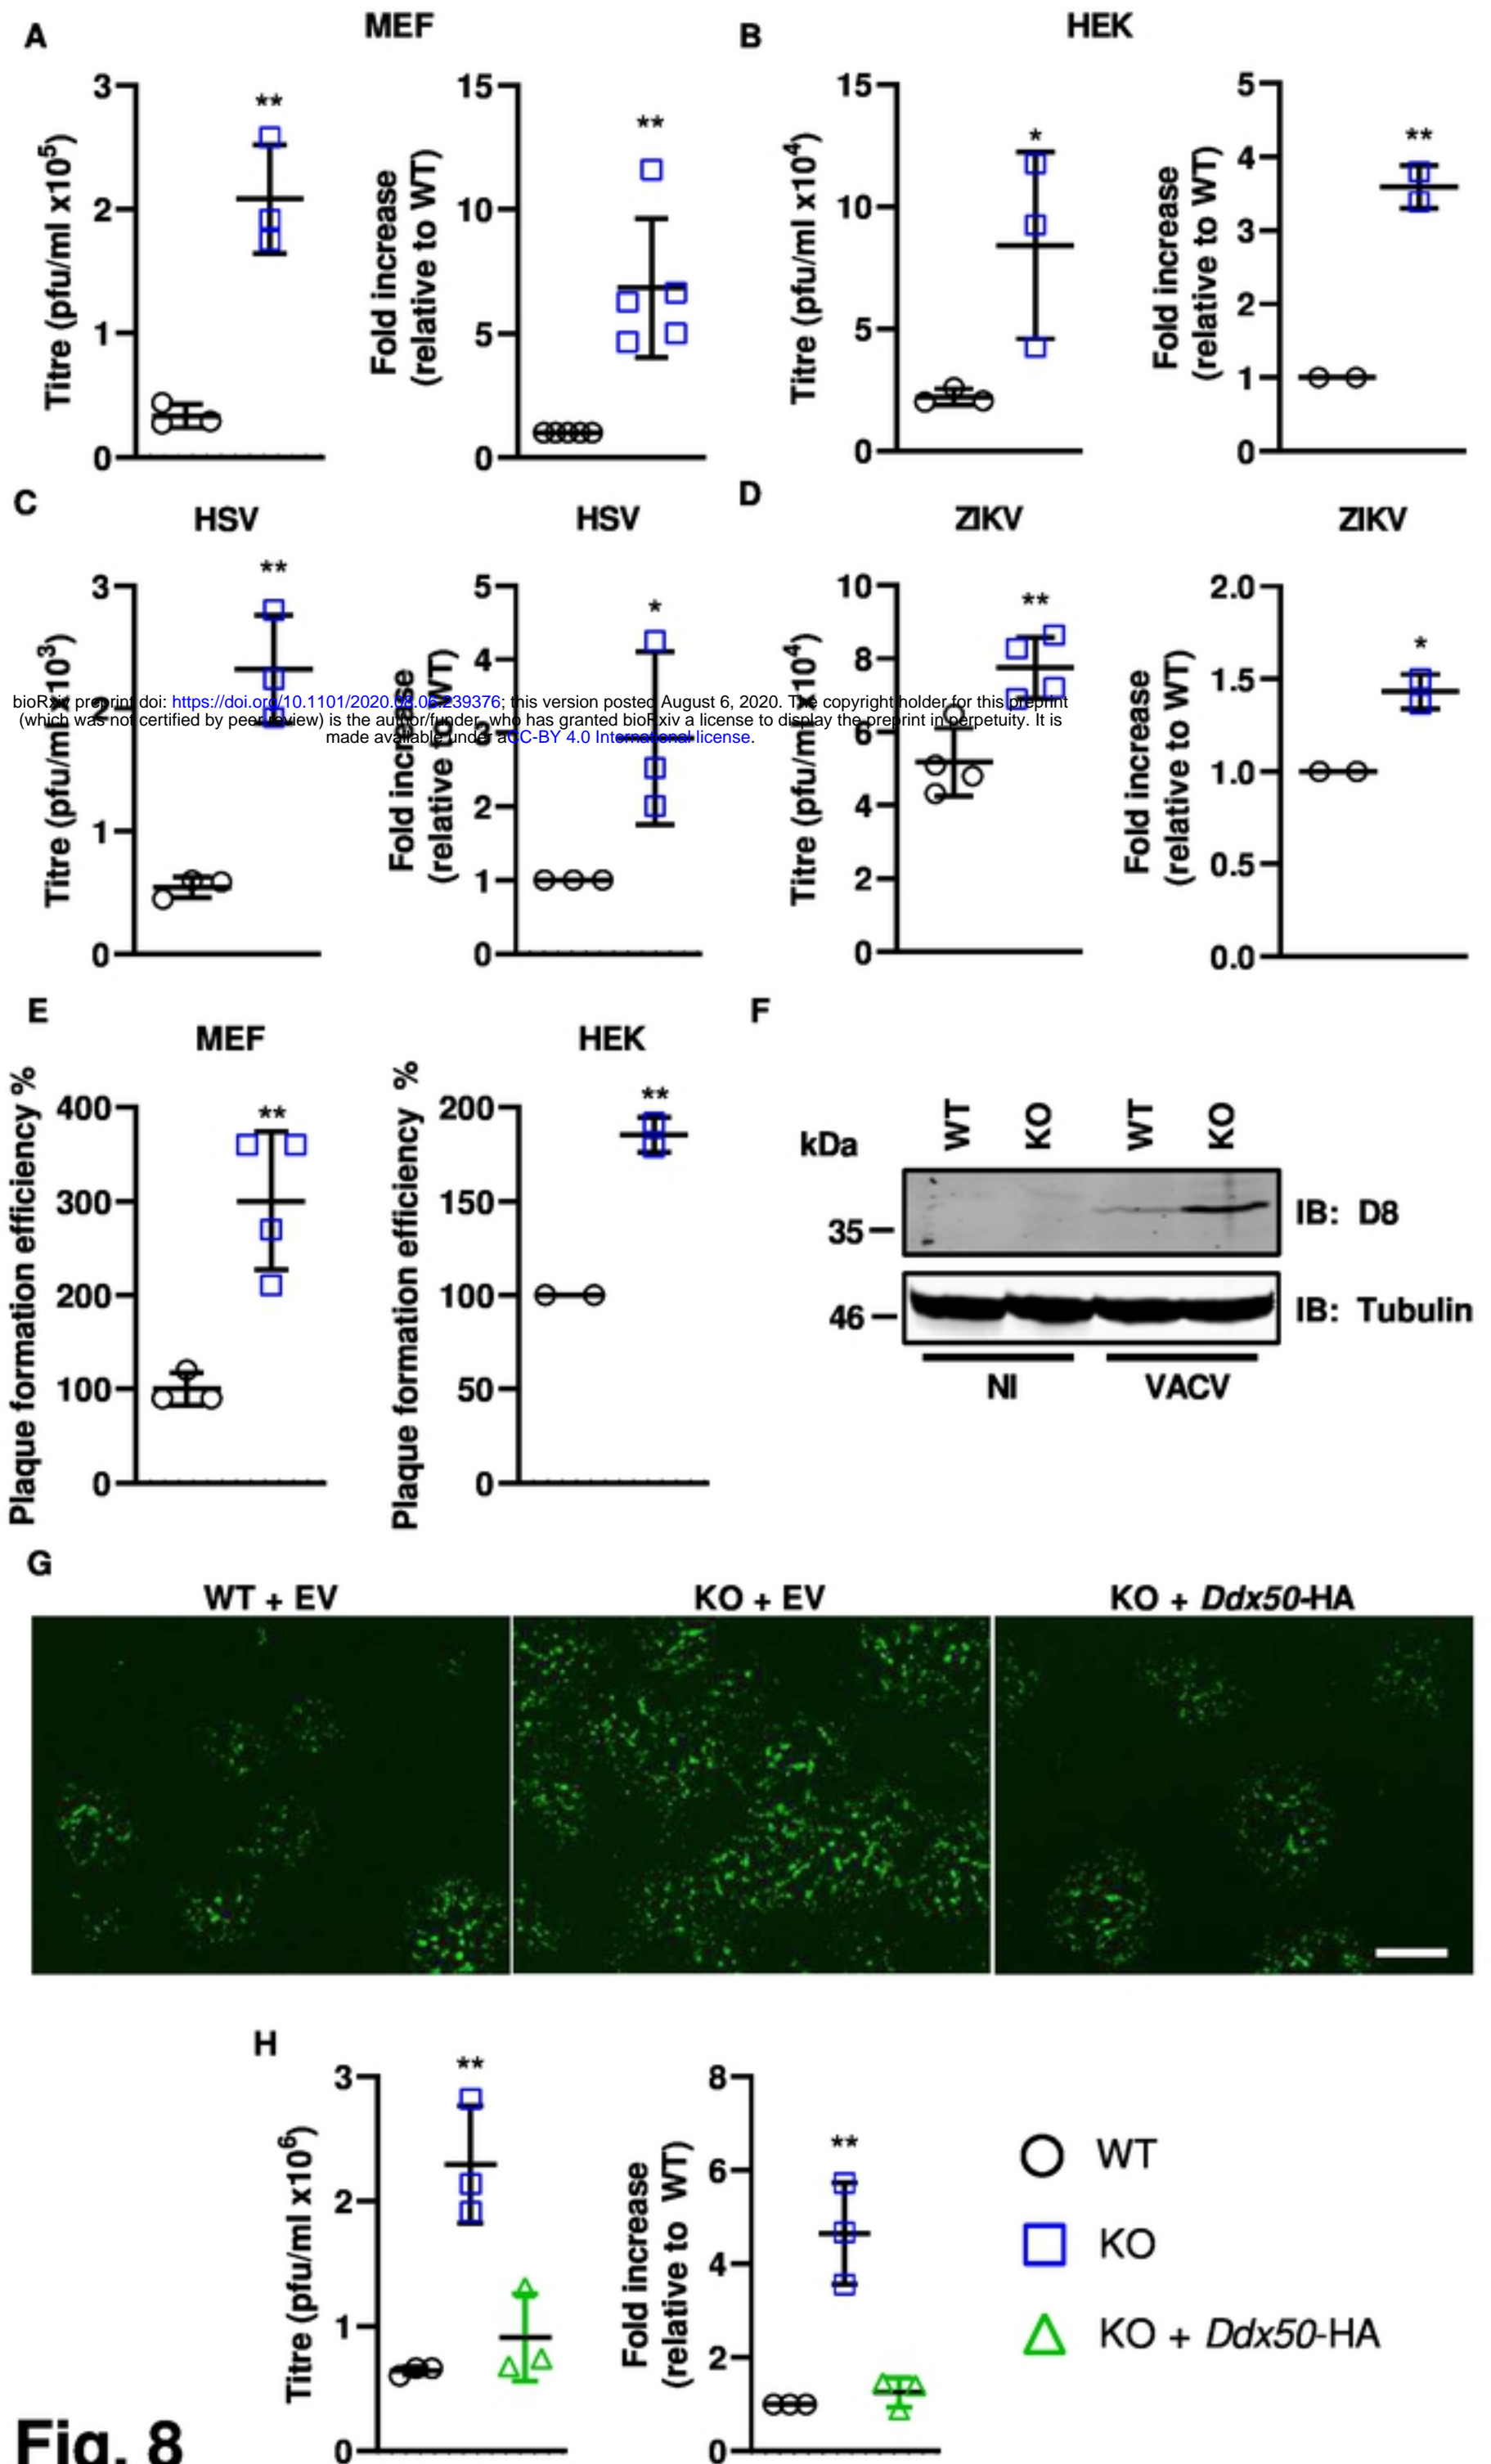 A
MEF
B
HEK
3
2
1
0
Titre (pfu/ml x10⁵)
**
15
10
5
0
Fold increase
(relative to WT)
**
15
10
5
0
Titre (pfu/ml x10⁴)
*
5
4
3
2
1
0
Fold increase
(relative to WT)
**
C
HSV
HSV
D
ZIKV
ZIKV
3
2
1
0
Titre (pfu/ml x10³)
**
5
4
3
2
1
0
Fold increase
(relative to WT)
*
10
8
6
4
2
0
Titre (pfu/ml x10⁴)
**
2.0
1.5
1.0
0.5
0.0
Fold increase
(relative to WT)
*
bioRxiv preprint doi: https://doi.org/10.1101/2020.08.06.239376; this version posted August 6, 2020. The copyright holder for this preprint
(which was not certified by peer review) is the author/funder, who has granted bioRxiv a license to display the preprint in perpetuity. It is
made available under aCC-BY 4.0 International license.
E
MEF
HEK
400
300
200
100
0
Plaque formation efficiency %
**
200
150
100
50
0
Plaque formation efficiency %
**
F
kDa
WT
KO
WT
KO
35
IB: D8
46
IB: Tubulin
NI
VACV
G
WT + EV
KO + EV
KO + Ddx50-HA
H
3
2
1
0
Titre (pfu/ml x10⁶)
**
8
6
4
2
0
Fold increase
(relative to WT)
**
WT
KO
KO + Ddx50-HA
Fig. 8